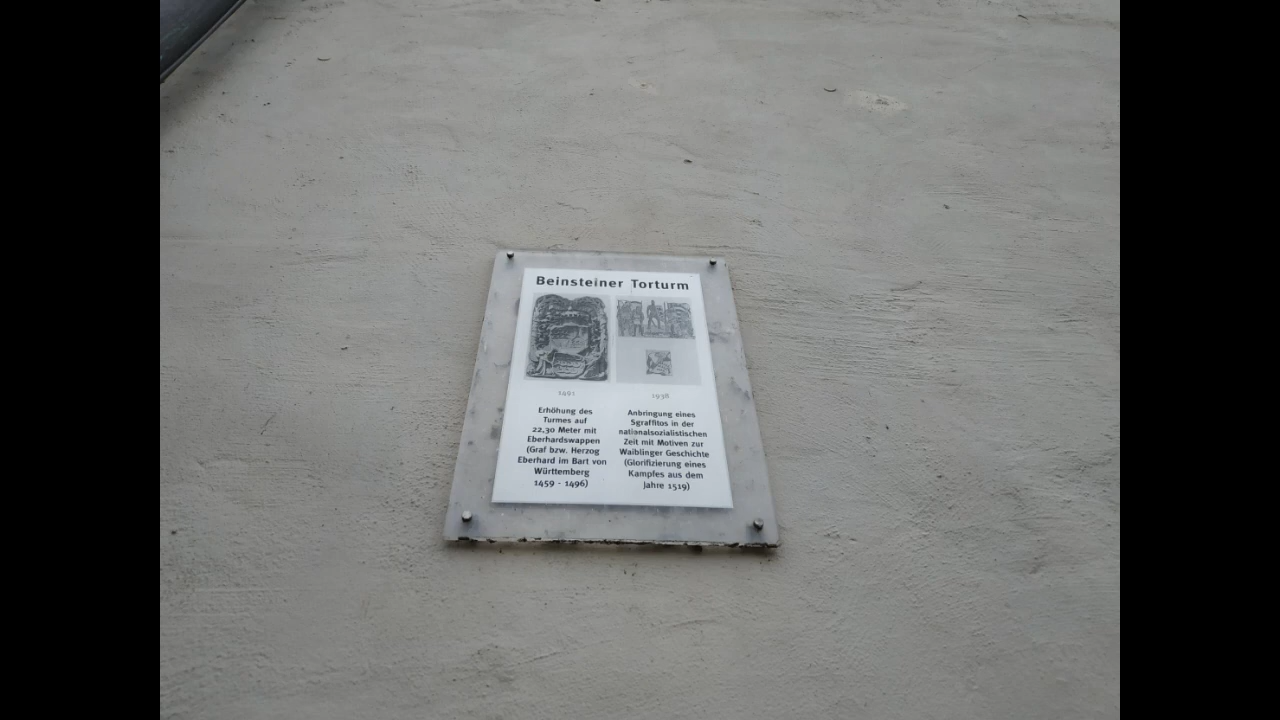 Beinsteiner Torturm
1491
Erhöhung des
Turmes auf
22,30 Meter mit
Eberhardswappen
(Graf bzw. Herzog
Eberhard im Bart von
Württemberg
1459 - 1496)
1938
Anbringung eines
Sgraffitos in der
nationalsozialistischen
Zeit mit Motiven zur
Waiblinger Geschichte
(Glorifizierung eines
Kampfes aus dem
Jahre 1519)